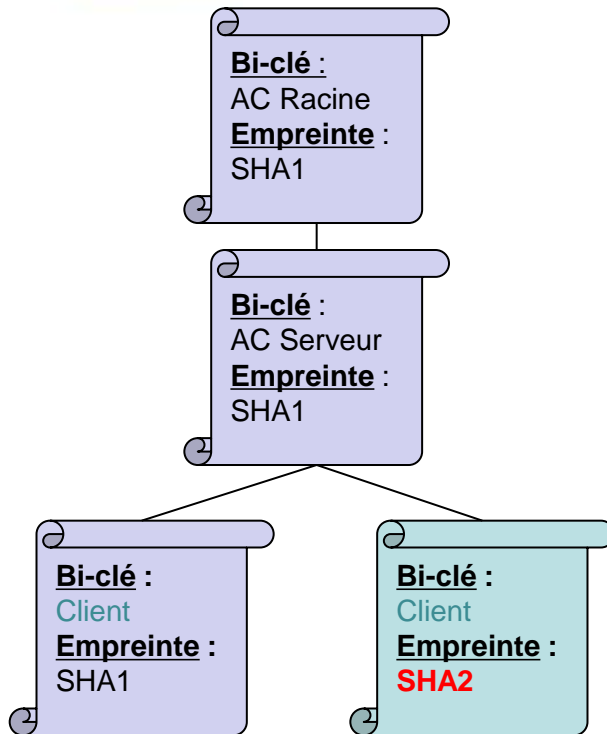 Bi-clé :
AC Racine
Empreinte :
SHA1
Bi-clé :
AC Serveur
Empreinte :
SHA1
Bi-clé :
Client
Empreinte :
SHA1
Bi-clé :
Client
Empreinte :
SHA2